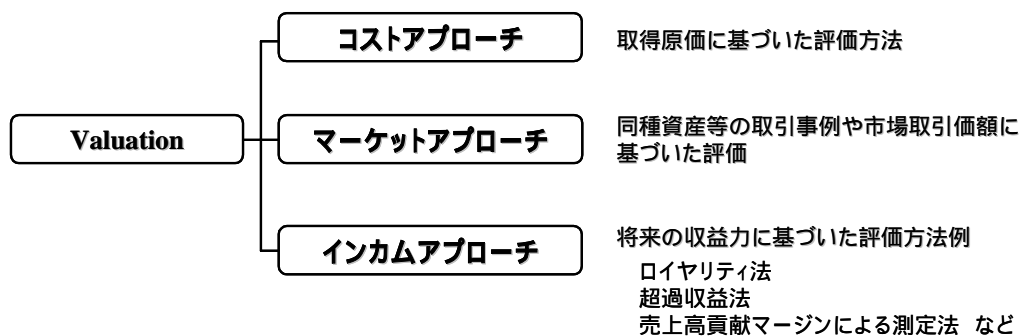 コストアプローチ
取得原価に基づいた評価方法
Valuation
マーケットアプローチ
同種資産等の取引事例や市場取引価額に
基づいた評価
インカムアプローチ
将来の収益力に基づいた評価方法例
ロイヤリティ法
超過収益法
売上高貢献マージンによる測定法 など